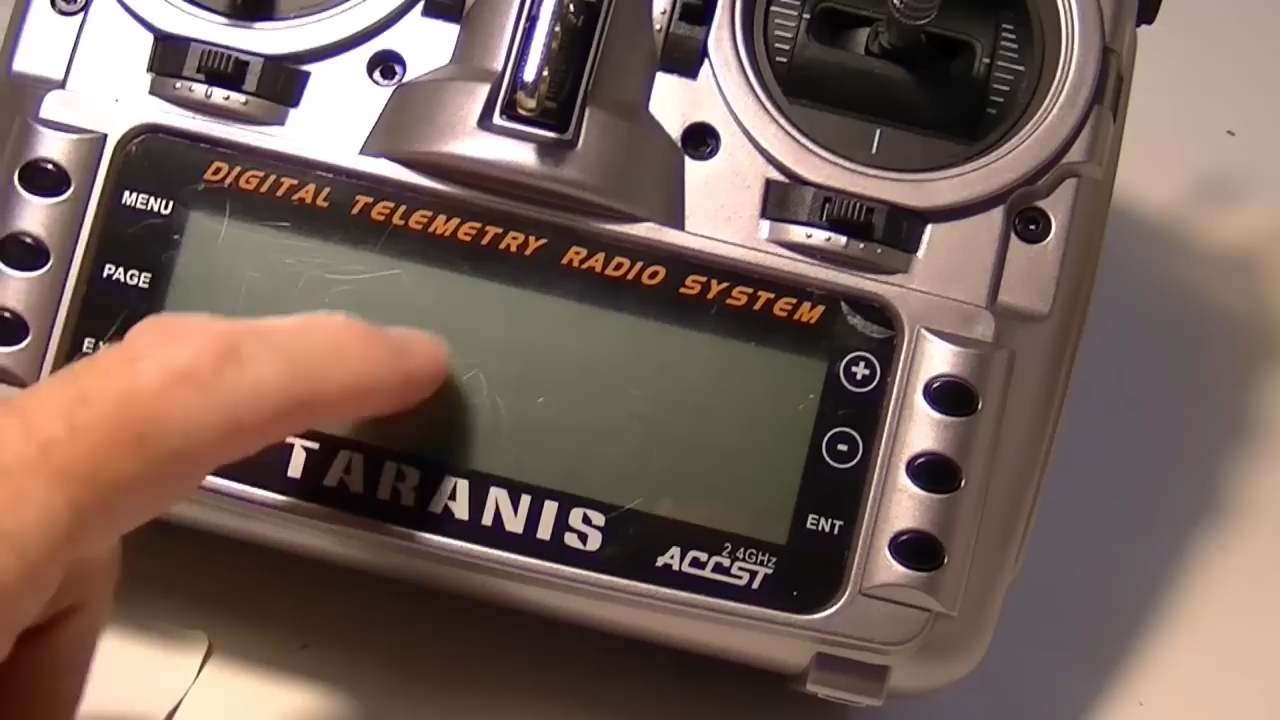 DIGITAL TELEMETRY RADIO SYSTEM
MENU
PAGE
+
-
ENT
TARANIS
2.4GHz
ACCST